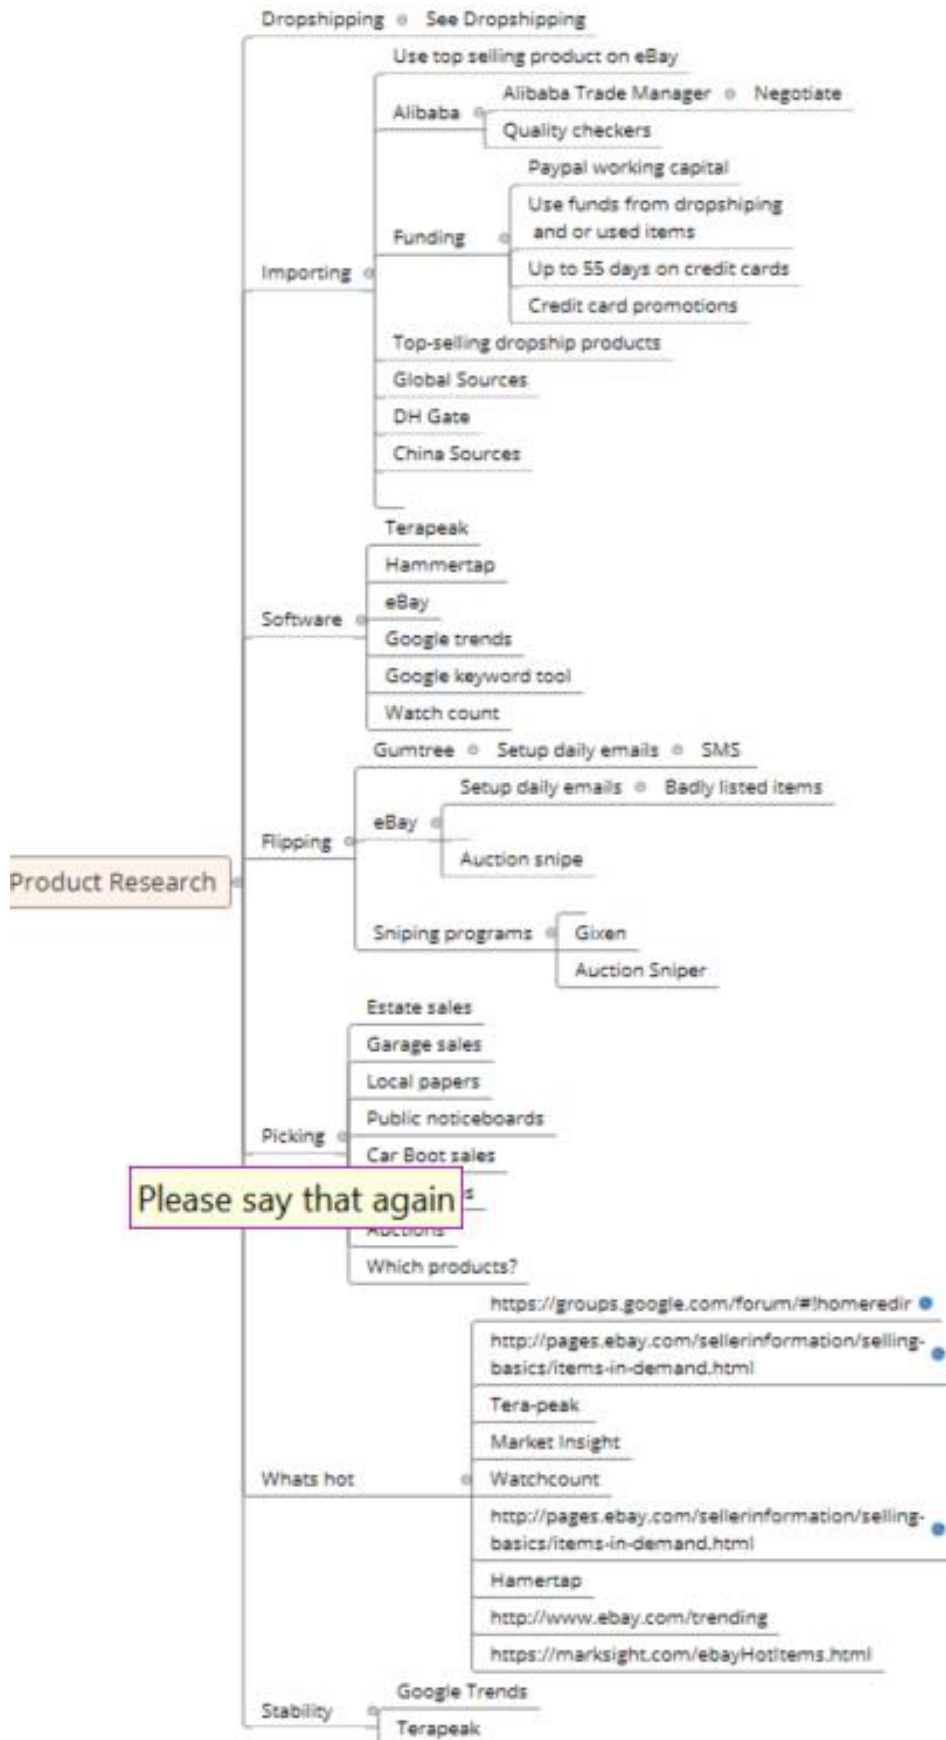 Dropshipping See Dropshipping
Use top selling product on eBay
Alibaba
Alibaba Trade Manager Negotiate
Quality checkers
Importing
Funding
Paypal working capital
Use funds from dropshiping
and or used items
Up to 55 days on credit cards
Credit card promotions
Top-selling dropship products
Global Sources
DH Gate
China Sources
Software
Terapeak
Hammertap
eBay
Google trends
Google keyword tool
Watch count
Product Research
Flipping
Gumtree Setup daily emails SMS
eBay
Setup daily emails Badly listed items
Auction snipe
Sniping programs
Gixen
Auction Sniper
Picking
Estate sales
Garage sales
Local papers
Public noticeboards
Car Boot sales
Please say that again
Auctions
Which products?
Whats hot
https://groups.google.com/forum/#!homeredir
http://pages.ebay.com/sellerinformation/selling-
basics/items-in-demand.html
Tera-peak
Market Insight
Watchcount
http://pages.ebay.com/sellerinformation/selling-
basics/items-in-demand.html
Hamertap
http://www.ebay.com/trending
https://marksight.com/ebayHotItems.html
Stability
Google Trends
Terapeak